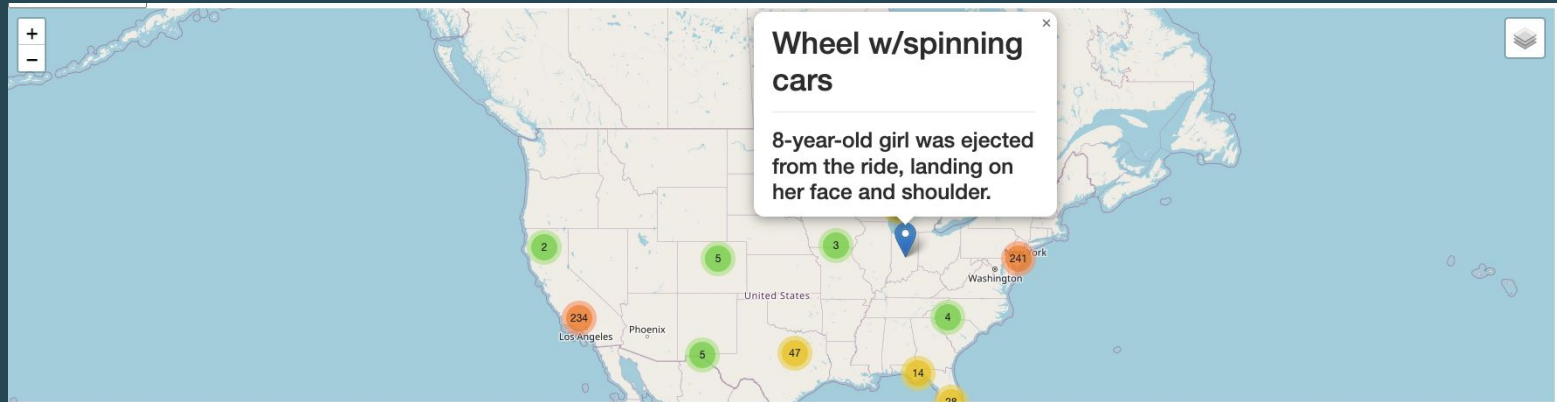 +
−
Wheel w/spinning
cars
×
8-year-old girl was ejected
from the ride, landing on
her face and shoulder.
2
5
3
241
ork
Washington
United States
234
Los Angeles
Phoenix
5
47
4
14
28